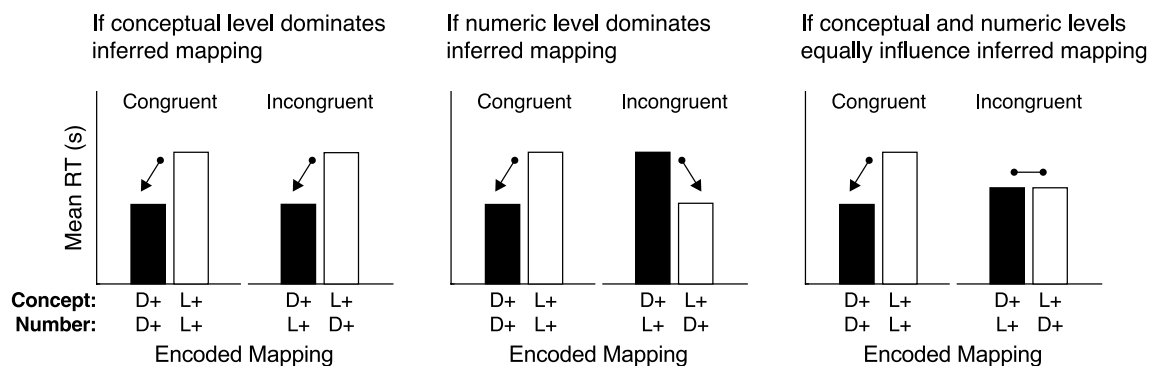 If conceptual level dominates
inferred mapping
If numeric level dominates
inferred mapping
If conceptual and numeric levels
equally influence inferred mapping
Congruent Incongruent
Congruent Incongruent
Congruent Incongruent
Mean RT (s)
Concept: D+ L+ D+ L+ D+ L+ D+ L+ D+ L+ D+ L+
Number: D+ L+ L+ D+ D+ L+ L+ D+ D+ L+ L+ D+
Encoded Mapping
Encoded Mapping
Encoded Mapping